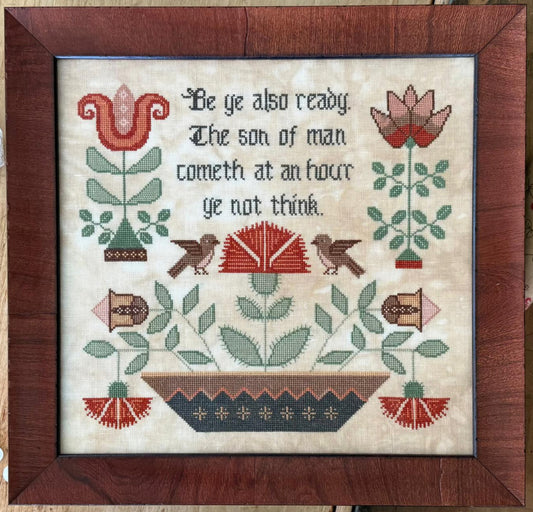 Be ye also ready.
The son of man
cometh at an hour
ye not think.